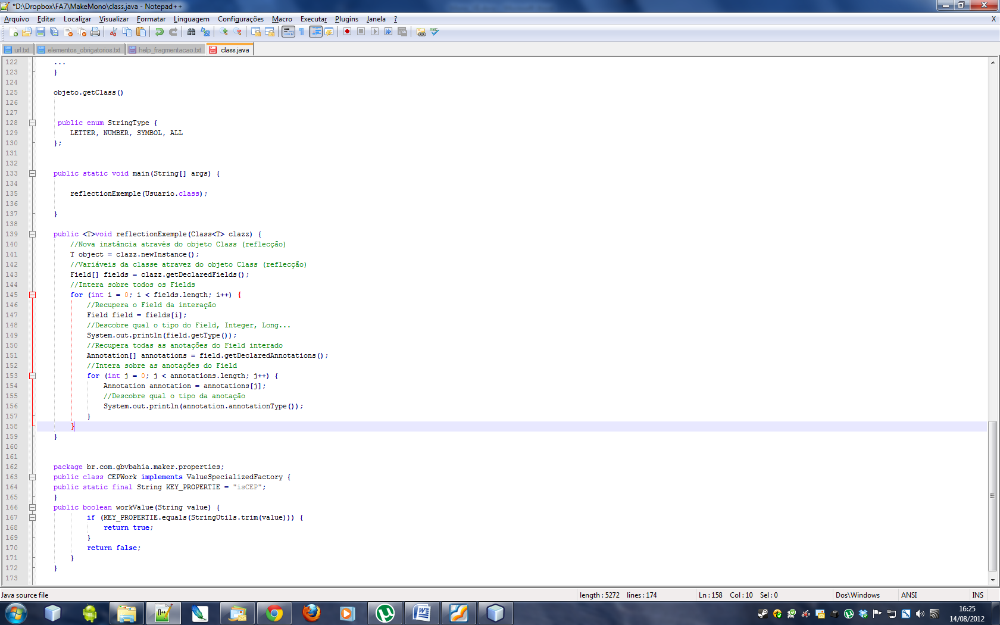 *D:\Dropbox\FA7\MakeMono\class.java - Notepad++
Arquivo Editar Localizar Visualizar Formatar Linguagem Configurações Macro Executar Plugins Janela ? X
url.txt elementos_obrigatorios.txt help_fragmentacao.txt class.java
122 ...
123 }
124
125 objeto.getClass()
126
127
128 public enum StringType {
129 LETTER, NUMBER, SYMBOL, ALL
130 };
131
132
133 public static void main(String[] args) {
134
135 reflectionExemple(Usuario.class);
136
137 }
138
139 public <T>void reflectionExemple(Class<T> clazz) {
140 //Nova instância através do objeto Class (reflecção)
141 T object = clazz.newInstance();
142 //Variáveis da classe atravez do objeto Class (reflecção)
143 Field[] fields = clazz.getDeclaredFields();
144 //Intera sobre todos os Fields
145 for (int i = 0; i < fields.length; i++) {
146 //Recupera o Field da interação
147 Field field = fields[i];
148 //Descobre qual o tipo do Field, Integer, Long...
149 System.out.println(field.getType());
150 //Recupera todas as anotações do Field interado
151 Annotation[] annotations = field.getDeclaredAnnotations();
152 //Intera sobre as anotações do Field
153 for (int j = 0; j < annotations.length; j++) {
154 Annotation annotation = annotations[j];
155 //Descobre qual o tipo da anotação
156 System.out.println(annotation.annotationType());
157 }
158 }
159 }
160
161
162 package br.com.gbvbahia.maker.properties;
163 public class CEPWork implements ValueSpecializedFactory {
164 public static final String KEY_PROPERTIE = "isCEP";
165 }
166 public boolean workValue(String value) {
167 if (KEY_PROPERTIE.equals(StringUtils.trim(value))) {
168 return true;
169 }
170 return false;
171 }
172 }
173
Java source file length : 5272 lines : 174 Ln : 158 Col : 10 Sel : 0 Dos\Windows ANSI INS
16:25
14/08/2012